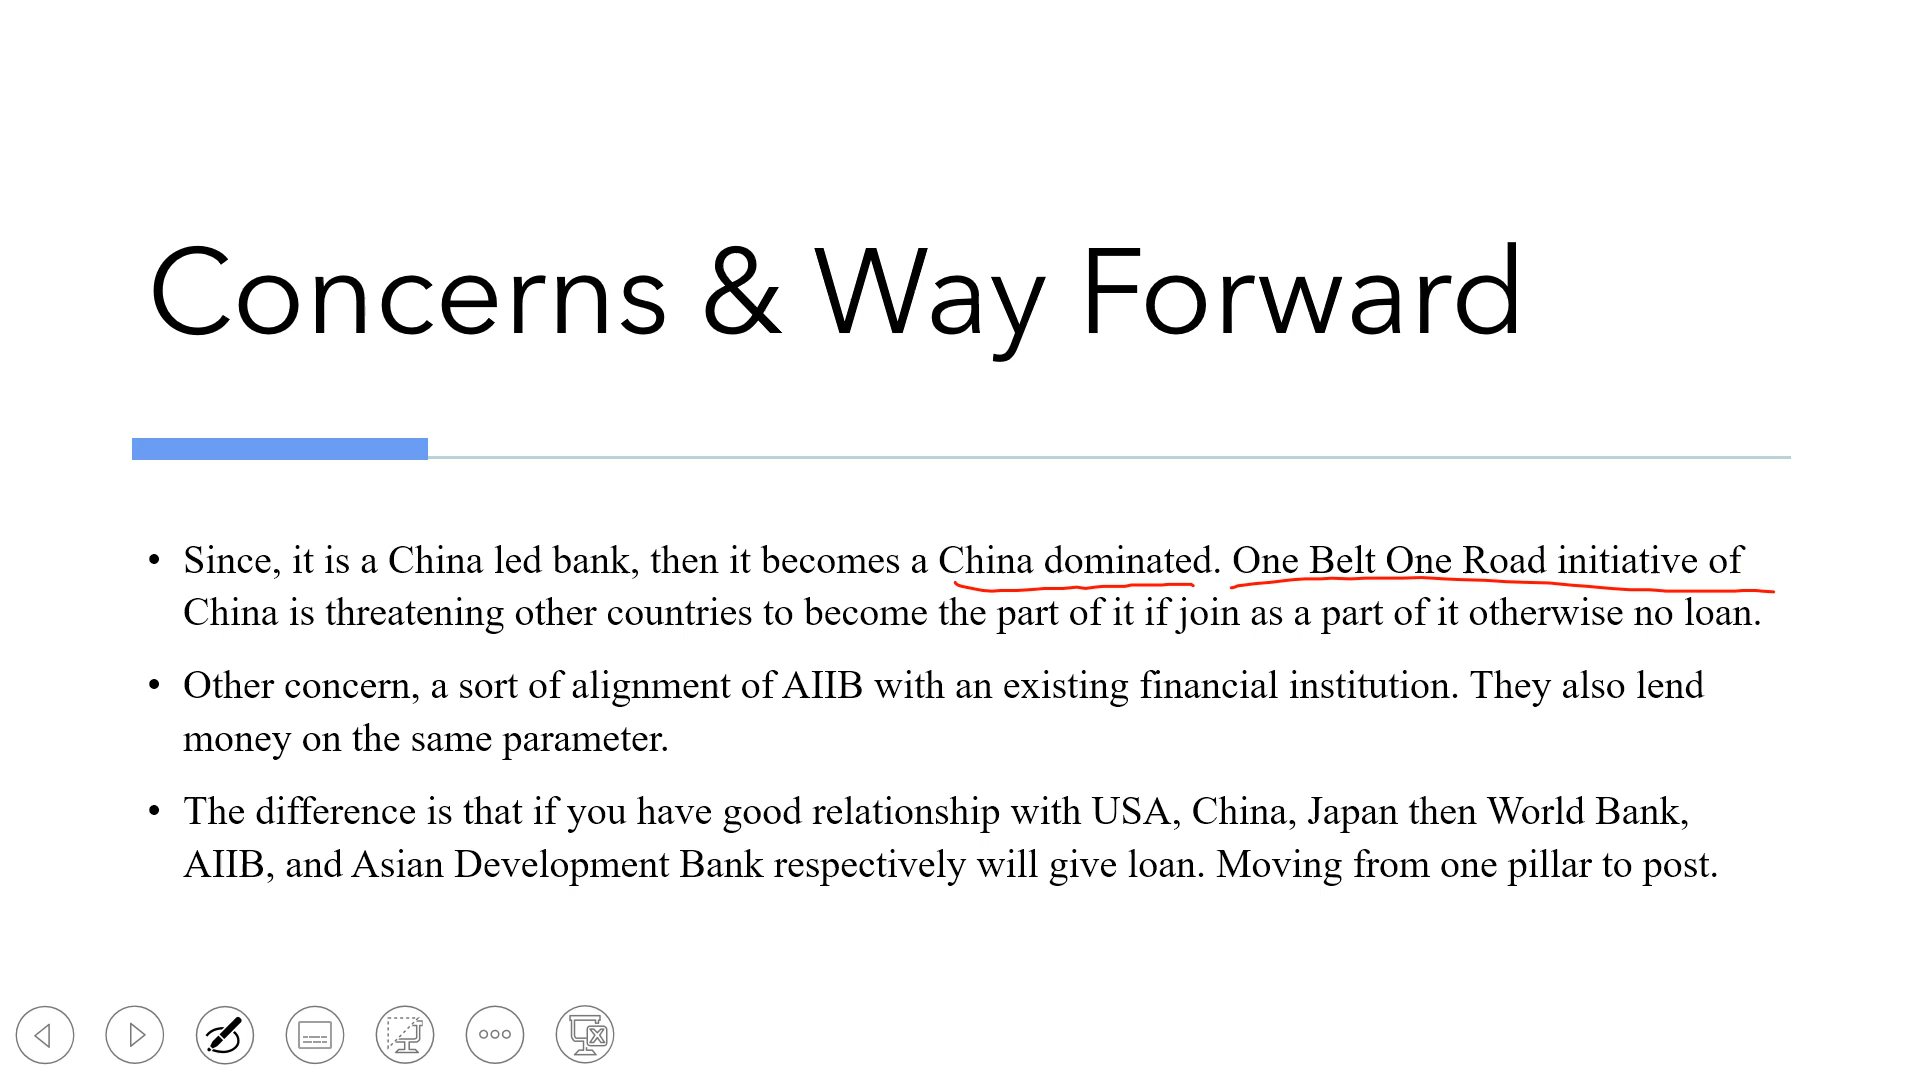 Concerns & Way Forward
• Since, it is a China led bank, then it becomes a China dominated. One Belt One Road initiative of
China is threatening other countries to become the part of it if join as a part of it otherwise no loan.
• Other concern, a sort of alignment of AIIB with an existing financial institution. They also lend
money on the same parameter.
• The difference is that if you have good relationship with USA, China, Japan then World Bank,
AIIB, and Asian Development Bank respectively will give loan. Moving from one pillar to post.